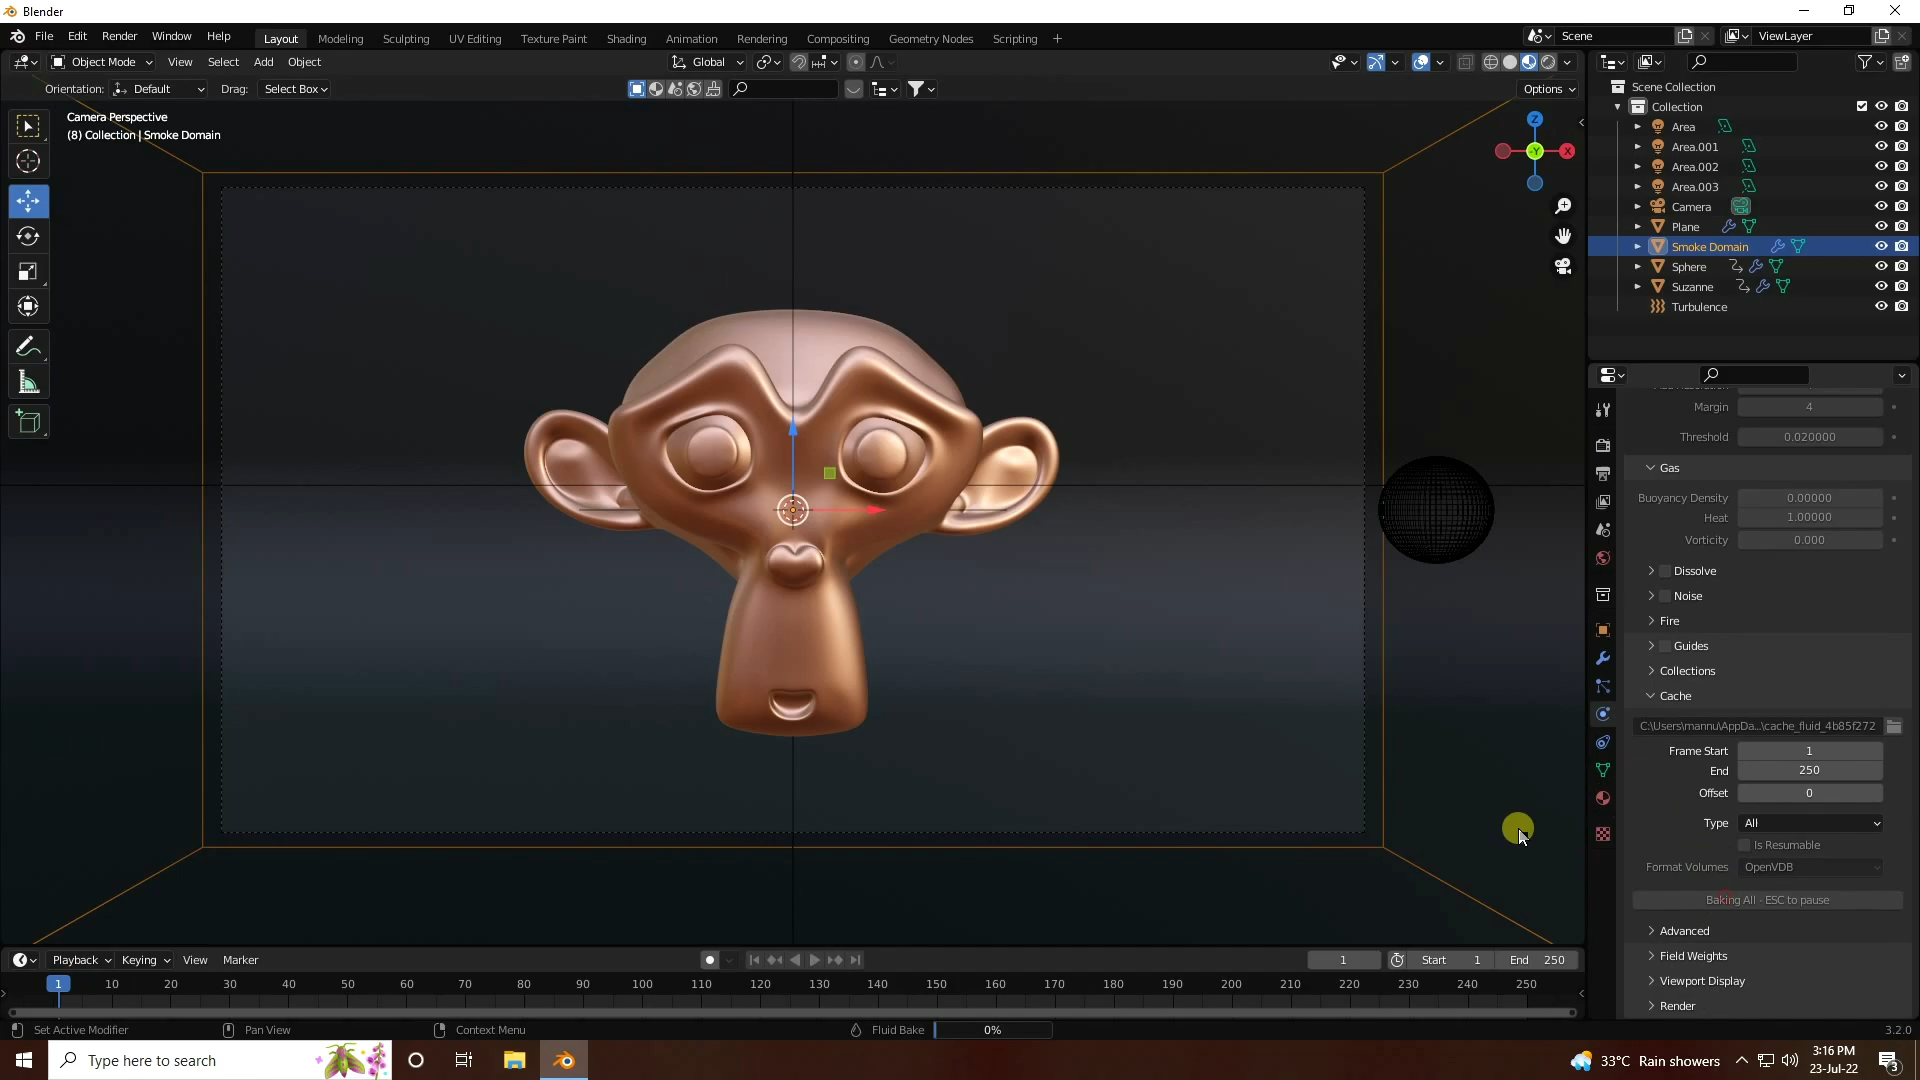 Blender
File Edit Render Window Help
Layout Modeling Sculpting UV Editing Texture Paint Shading Animation Rendering Compositing Geometry Nodes Scripting +
Scene
ViewLayer
Object Mode View Select Add Object
Global
Orientation: Default Drag: Select Box
Options
Camera Perspective
(8) Collection | Smoke Domain
Z
-Y
X
Scene Collection
Collection
Area
Area.001
Area.002
Area.003
Camera
Plane
Smoke Domain
Sphere
Suzanne
Turbulence
Margin 4
Threshold 0.020000
Gas
Buoyancy Density 0.00000
Heat 1.00000
Vorticity 0.000
Dissolve
Noise
Fire
Guides
Collections
Cache
C:\Users\mannu\AppDa...\cache_fluid_4b85f272
Frame Start 1
End 250
Offset 0
Type All
Is Resumable
Format Volumes OpenVDB
Baking All - ESC to pause
Advanced
Field Weights
Viewport Display
Render
Playback Keying View Marker
1 Start 1 End 250
1 10 20 30 40 50 60 70 80 90 100 110 120 130 140 150 160 170 180 190 200 210 220 230 240 250
Set Active Modifier Pan View Context Menu Fluid Bake 0% 3.2.0
Type here to search
33°C Rain showers
3:16 PM
23-Jul-22
3